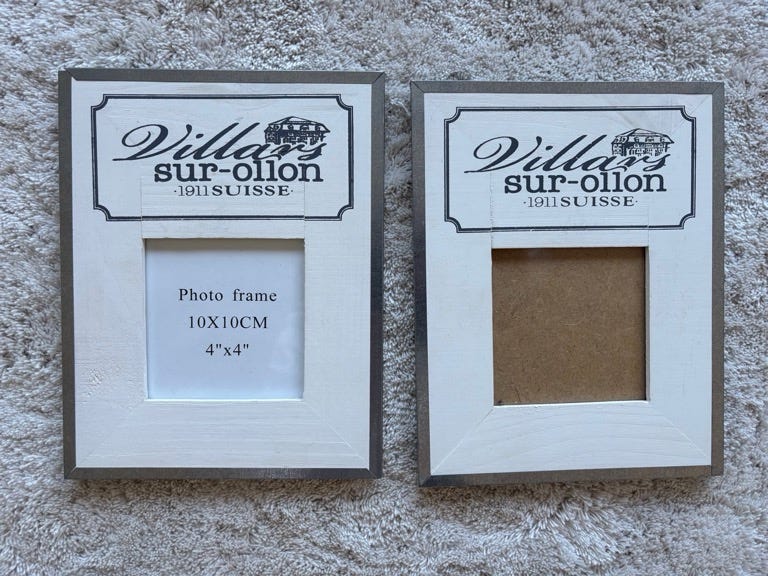 Villars
sur-ollon
·1911 SUISSE·
Photo frame
10X10CM
4"x4"
Villars
sur-ollon
·1911 SUISSE·